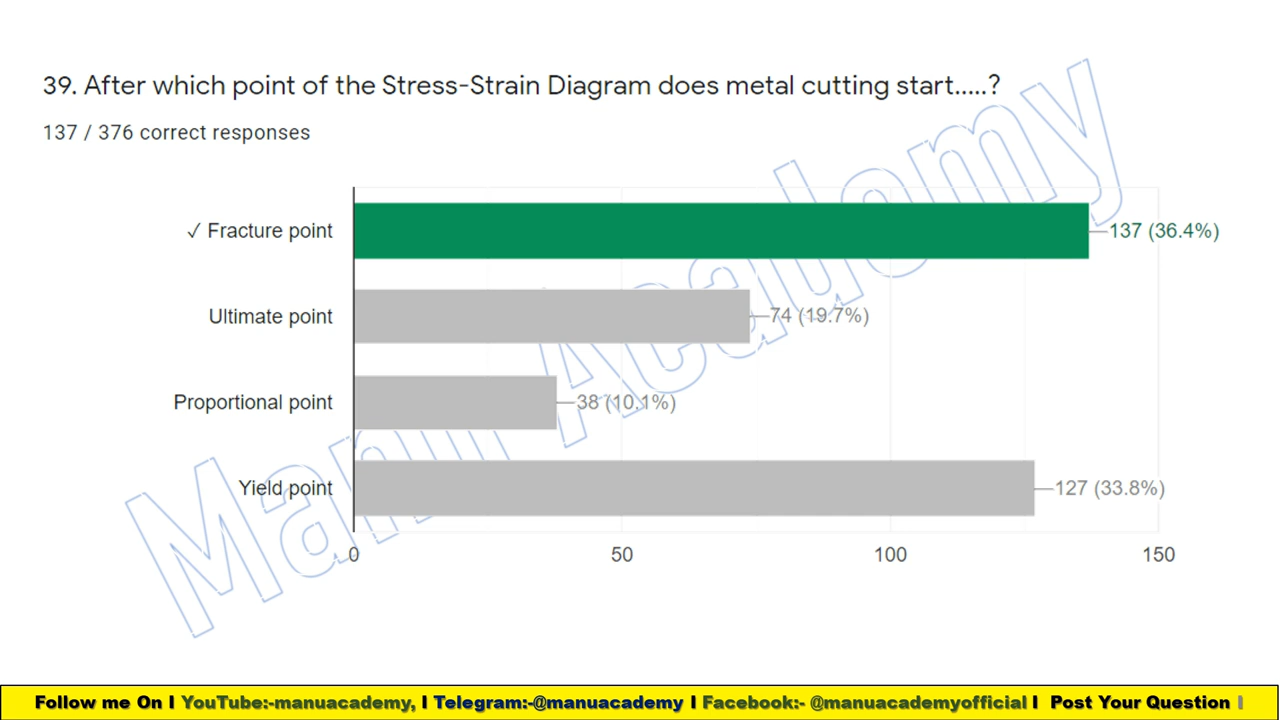 39. After which point of the Stress-Strain Diagram does metal cutting start.....?
137 / 376 correct responses
✓ Fracture point
137 (36.4%)
Ultimate point
74 (19.7%)
Proportional point
38 (10.1%)
Yield point
127 (33.8%)
0 50 100 150
Manu Academy
Follow me On I YouTube:-manuacademy, I Telegram:-@manuacademy I Facebook:- @manuacademyofficial I Post Your Question I